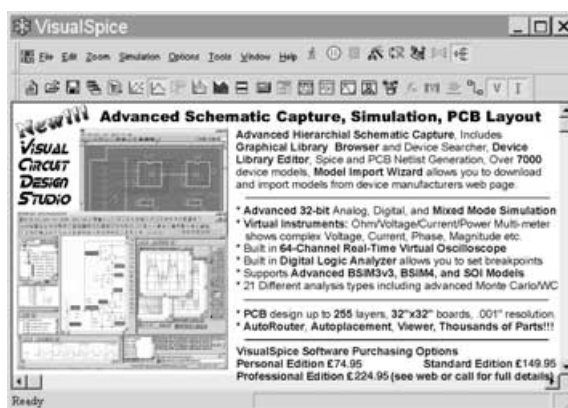 VisualSpice
File Edit Zoom Simulation Options Tools Window Help
New!!!
VISUAL
CIRCUIT
DESIGN
STUDIO
Advanced Schematic Capture, Simulation, PCB Layout
Advanced Hierarchial Schematic Capture, Includes
Graphical Library Browser and Device Searcher, Device
Library Editor, Spice and PCB Netlist Generation, Over 7000
device models, Model Import Wizard allows you to download
and import models from device manufacturers web page.
* Advanced 32-bit Analog, Digital, and Mixed Mode Simulation
* Virtual Instruments: Ohm/Voltage/Current/Power Multi-meter
shows complex Voltage, Current, Phase, Magnitude etc.
* Built in 64-Channel Real-Time Virtual Oscilloscope
* Built in Digital Logic Analyzer allows you to set breakpoints
* Supports Advanced BSIM3v3, BSIM4, and SOI Models
* 21 Different analysis types including advanced Monte Carlo/WC
* PCB design up to 255 layers, 32"x32" boards, .001" resolution
* AutoRouter, Autoplacement, Viewer, Thousands of Parts!!!
VisualSpice Software Purchasing Options
Personal Edition £74.95 Standard Edition £149.95
Professional Edition £224.95 (see web or call for full details)
Ready